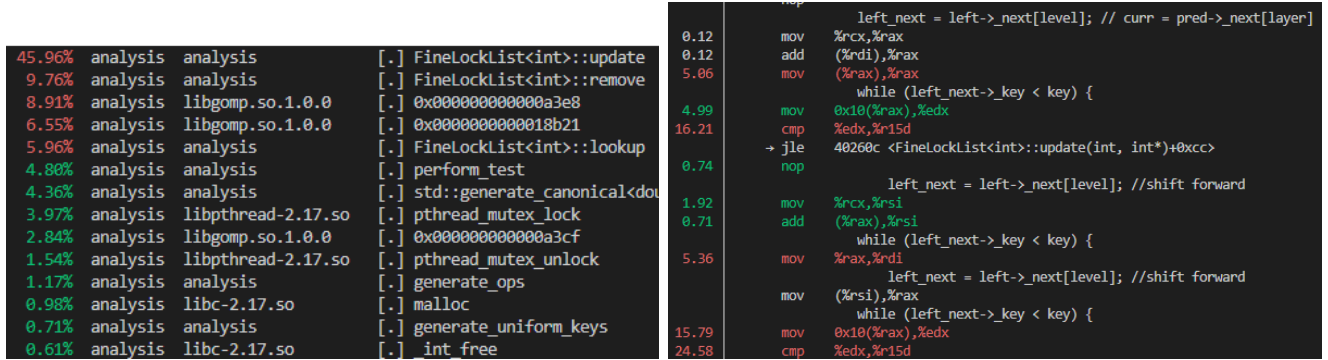 45.96% analysis analysis [.] FineLockList<int>::update
9.76% analysis analysis [.] FineLockList<int>::remove
8.91% analysis libgomp.so.1.0.0 [.] 0x000000000000a3e8
6.55% analysis libgomp.so.1.0.0 [.] 0x0000000000018b21
5.96% analysis analysis [.] FineLockList<int>::lookup
4.80% analysis analysis [.] perform_test
4.36% analysis analysis [.] std::generate_canonical<dou
3.97% analysis libpthread-2.17.so [.] pthread_mutex_lock
2.84% analysis libgomp.so.1.0.0 [.] 0x000000000000a3cf
1.54% analysis libpthread-2.17.so [.] pthread_mutex_unlock
1.17% analysis analysis [.] generate_ops
0.98% analysis libc-2.17.so [.] malloc
0.71% analysis analysis [.] generate_uniform_keys
0.61% analysis libc-2.17.so [.] _int_free
nop
left_next = left->_next[level]; // curr = pred->_next[layer]
0.12 mov %rcx,%rax
0.12 add (%rdi),%rax
5.06 mov (%rax),%rax
while (left_next->_key < key) {
4.99 mov 0x10(%rax),%edx
16.21 cmp %edx,%r15d
→ jle 40260c <FineLockList<int>::update(int, int*)+0xcc>
0.74 nop
left_next = left->_next[level]; //shift forward
1.92 mov %rcx,%rsi
0.71 add (%rax),%rsi
while (left_next->_key < key) {
5.36 mov %rax,%rdi
left_next = left->_next[level]; //shift forward
mov (%rsi),%rax
while (left_next->_key < key) {
15.79 mov 0x10(%rax),%edx
24.58 cmp %edx,%r15d